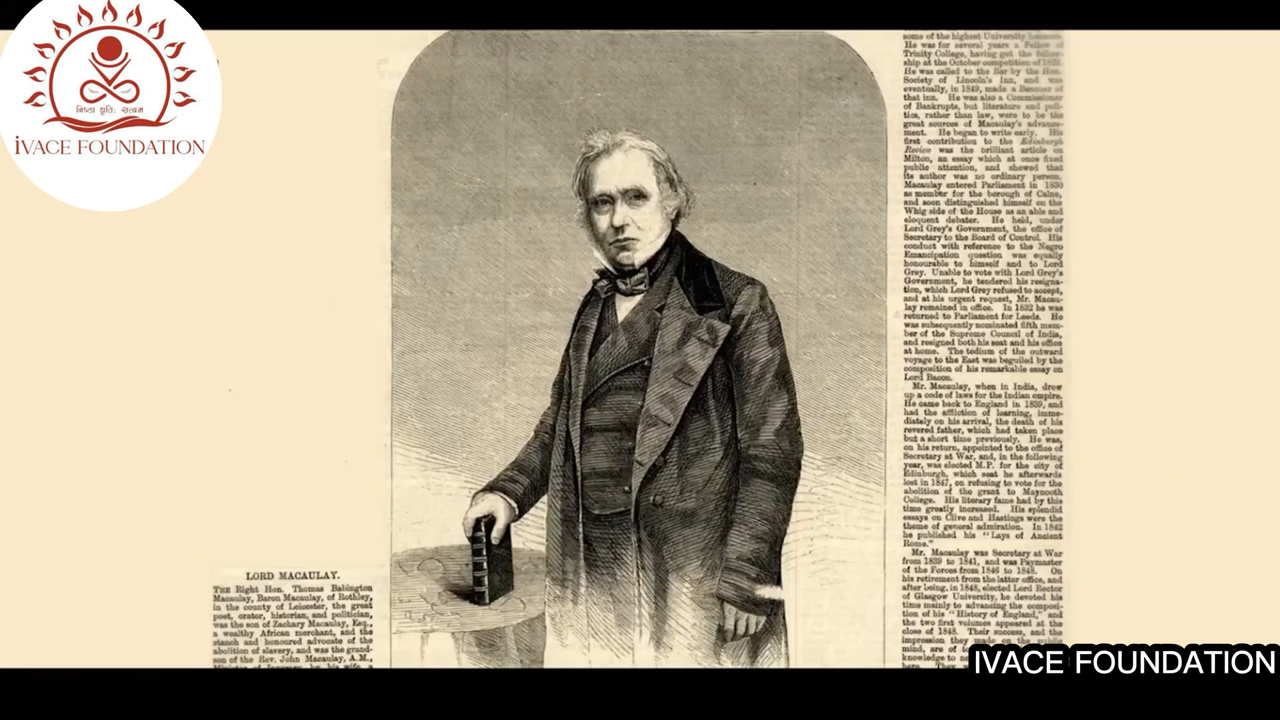 निष्ठा धृतिः सत्यम्
iVACE FOUNDATION
LORD MACAULAY.
THE Right Hon. Thomas Babington
Macaulay, Baron Macaulay, of Rothley,
in the county of Leicester, the great
poet, orator, historian, and politician,
was the son of Zachary Macaulay, Esq.,
a wealthy African merchant, and the
stanch and honoured advocate of the
abolition of slavery, and was the grand-
son of the Rev. John Macaulay, A.M.,
some of the highest University
He was for several years a Fellow of
Trinity College, having got the fellow-
ship at the October competition of
He was called to the Bar by the Hon.
Society of Lincoln's Inn, and was
eventually, in 1849, made a Bencher of
that inn. He was also a Commissioner
of Bankrupts, but literature and poli-
tics, rather than law, were to be the
great sources of Macaulay's advance-
ment. He began to write early. His
first contribution to the Edinburgh
Review was the brilliant article on
Milton, an essay which at once fixed
public attention, and showed that
its author was no ordinary person.
Macaulay entered Parliament in 1830
as member for the borough of Calne,
and soon distinguished himself on the
Whig side of the House as an able and
eloquent debater. He held, under
Lord Grey's Government, the office of
Secretary to the Board of Control. His
conduct with reference to the Negro
Emancipation question was equally
honourable to himself and to Lord
Grey. Unable to vote with Lord Grey's
Government, he tendered his resigna-
tion, which Lord Grey refused to accept,
and at his urgent request, Mr. Macau-
lay remained in office. In 1832 he was
returned to Parliament for Leeds. He
was subsequently nominated fifth mem-
ber of the Supreme Council of India,
and resigned both his seat and his office
at home. The tedium of the outward
voyage to the East was beguiled by the
composition of his remarkable essay on
Lord Bacon.
Mr. Macaulay, when in India, drew
up a code of laws for the Indian empire.
He came back to England in 1839, and
had the affliction of learning, imme-
diately on his arrival, the death of his
revered father, which had taken place
but a short time previously. He was,
on his return, appointed to the office of
Secretary at War, and, in the following
year, was elected M.P. for the city of
Edinburgh, which seat he afterwards
lost in 1847, on refusing to vote for the
abolition of the grant to Maynooth
College. His literary fame had by this
time greatly increased. His splendid
essays on Clive and Hastings were the
theme of general admiration. In 1842
he published his "Lays of Ancient
Rome."
Mr. Macaulay was Secretary at War
from 1839 to 1841, and was Paymaster
of the Forces from 1846 to 1848. On
his retirement from the latter office, and
after being, in 1848, elected Lord Rector
of Glasgow University, he devoted his
time mainly to advancing the composi-
tion of his "History of England," and
the two first volumes appeared at the
close of 1848. Their success, and the
impression they made on the public
mind, are of
knowledge to
IVACE FOUNDATION